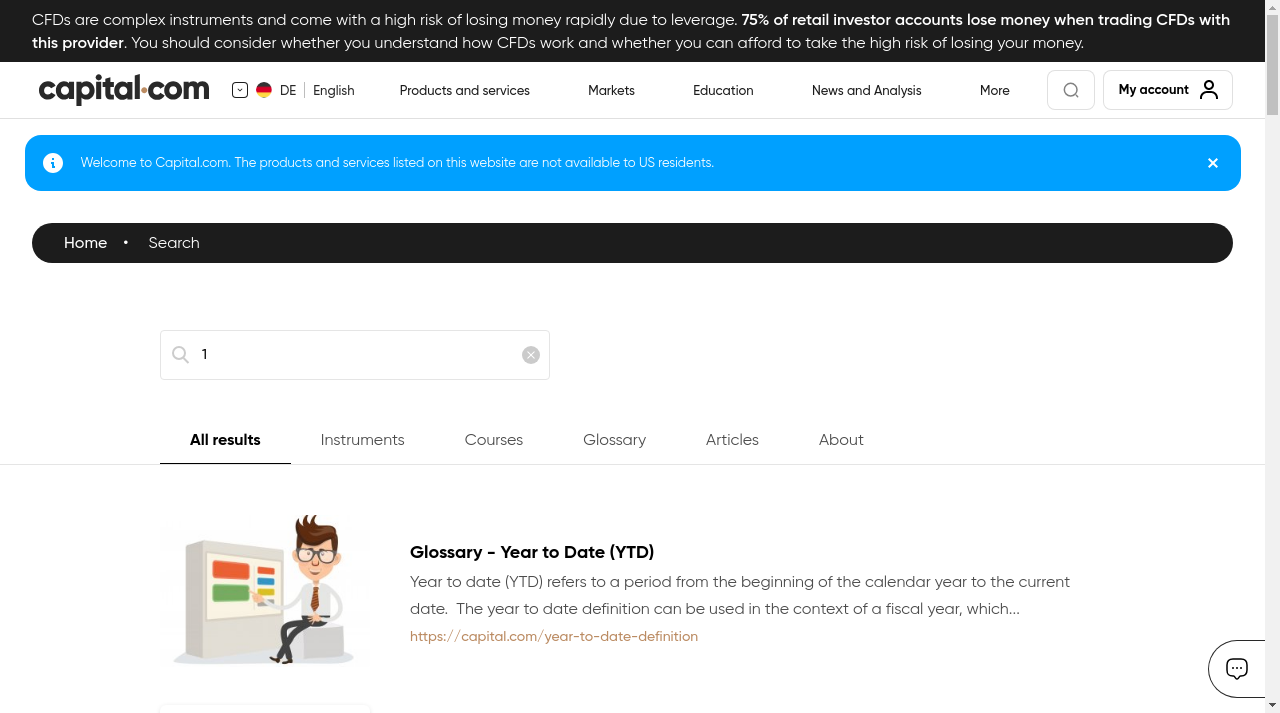 CFDs are complex instruments and come with a high risk of losing money rapidly due to leverage. 75% of retail investor accounts lose money when trading CFDs with
this provider. You should consider whether you understand how CFDs work and whether you can afford to take the high risk of losing your money.
capital.com
DE English
Products and services
Markets
Education
News and Analysis
More
My account
Welcome to Capital.com. The products and services listed on this website are not available to US residents.
Home • Search
1
All results
Instruments
Courses
Glossary
Articles
About
Glossary - Year to Date (YTD)
Year to date (YTD) refers to a period from the beginning of the calendar year to the current
date.  The year to date definition can be used in the context of a fiscal year, which...
https://capital.com/year-to-date-definition